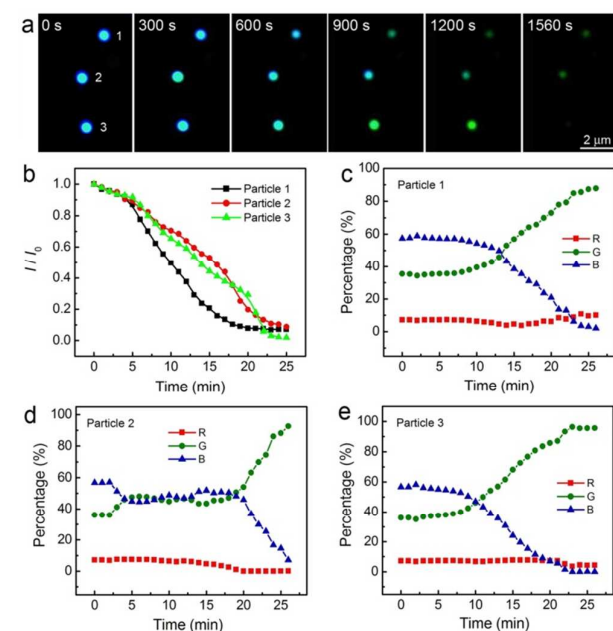 a
0 s 300 s 600 s 900 s 1200 s 1560 s
1
2
3
2 μm
b
1.0
0.8
0.6
0.4
0.2
0.0
I / I0
Particle 1
Particle 2
Particle 3
0 5 10 15 20 25
Time (min)
c
100
80
60
40
20
0
Percentage (%)
Particle 1
R
G
B
0 5 10 15 20 25
Time (min)
d
100
80
60
40
20
0
Percentage (%)
Particle 2
R
G
B
0 5 10 15 20 25
Time (min)
e
100
80
60
40
20
0
Percentage (%)
Particle 3
R
G
B
0 5 10 15 20 25
Time (min)